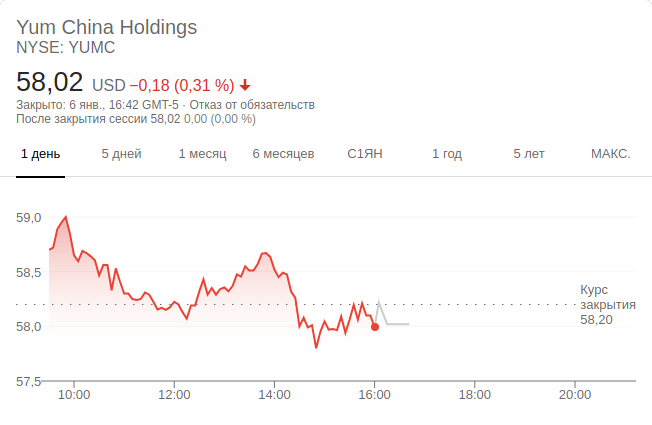 Yum China Holdings
NYSE: YUMC
58,02 USD −0,18 (0,31 %)
Закрыто: 6 янв., 16:42 GMT-5 · Отказ от обязательств
После закрытия сессии 58,02 0,00 (0,00 %)
1 день 5 дней 1 месяц 6 месяцев С1ЯН 1 год 5 лет МАКС.
59,0
58,5
Курс
закрытия
58,20
58,0
57,5
10:00 12:00 14:00 16:00 18:00 20:00